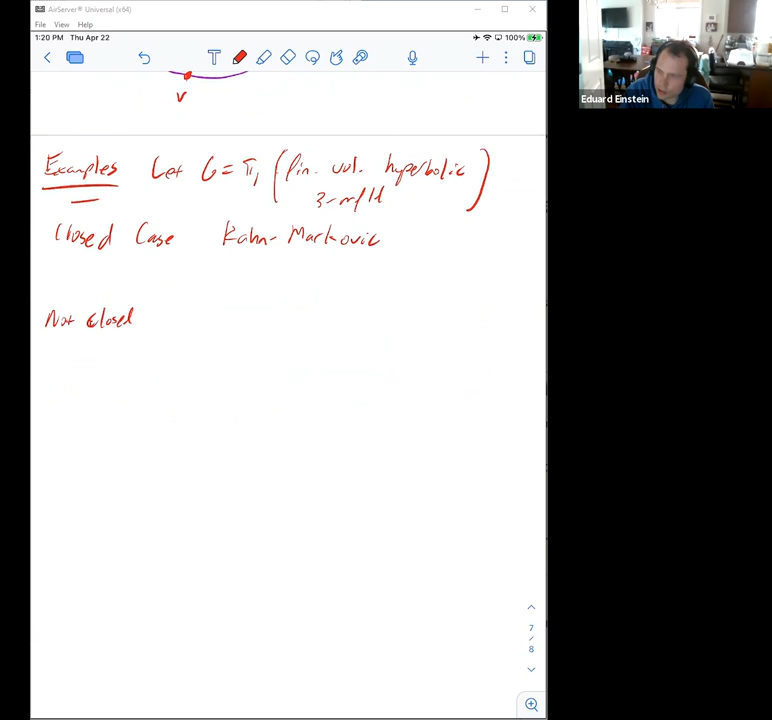 AirServer® Universal (x64)
File View Help
1:20 PM Thu Apr 22
100%
T
v
Examples Let G = π₁ (fin. vol. hyperbolic
3-mfld)
Closed Case Kahn-Markovic
Not Closed
7
/
8
Eduard Einstein